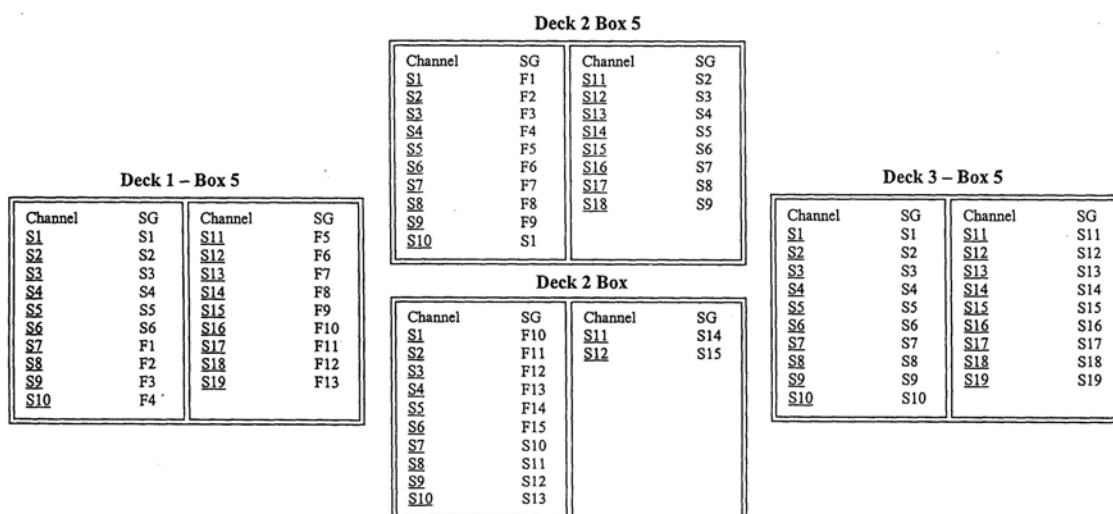 Deck 2 Box 5
Channel SG Channel SG
S1 F1 S11 S2
S2 F2 S12 S3
S3 F3 S13 S4
S4 F4 S14 S5
S5 F5 S15 S6
S6 F6 S16 S7
S7 F7 S17 S8
S8 F8 S18 S9
S9 F9
S10 S1
Deck 1 – Box 5
Channel SG Channel SG
S1 S1 S11 F5
S2 S2 S12 F6
S3 S3 S13 F7
S4 S4 S14 F8
S5 S5 S15 F9
S6 S6 S16 F10
S7 F1 S17 F11
S8 F2 S18 F12
S9 F3 S19 F13
S10 F4
Deck 2 Box
Channel SG Channel SG
S1 F10 S11 S14
S2 F11 S12 S15
S3 F12
S4 F13
S5 F14
S6 F15
S7 S10
S8 S11
S9 S12
S10 S13
Deck 3 – Box 5
Channel SG Channel SG
S1 S1 S11 S11
S2 S2 S12 S12
S3 S3 S13 S13
S4 S4 S14 S14
S5 S5 S15 S15
S6 S6 S16 S16
S7 S7 S17 S17
S8 S8 S18 S18
S9 S9 S19 S19
S10 S10